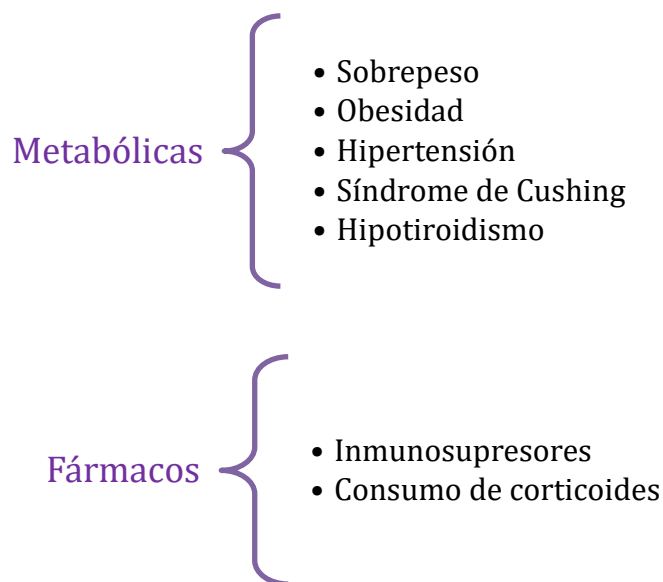 Metabólicas
• Sobrepeso
• Obesidad
• Hipertensión
• Síndrome de Cushing
• Hipotiroidismo
Fármacos
• Inmunosupresores
• Consumo de corticoides